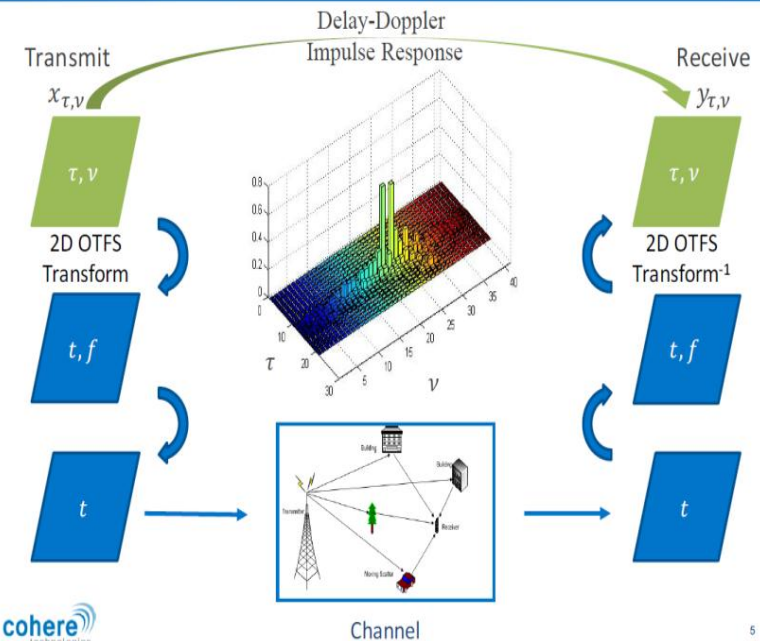 Delay-Doppler
Impulse Response
Transmit
Receive
x_{τ,ν}
y_{τ,ν}
τ, ν
τ, ν
2D OTFS
Transform
2D OTFS
Transform⁻¹
0.8
0.6
0.4
0.2
0
0
10
20
30
τ
5
10
15
20
25
30
35
40
ν
t, f
t, f
Building
Building
Transmitter
Receiver
Moving Scatter
t
t
cohere
technologies
Channel
5